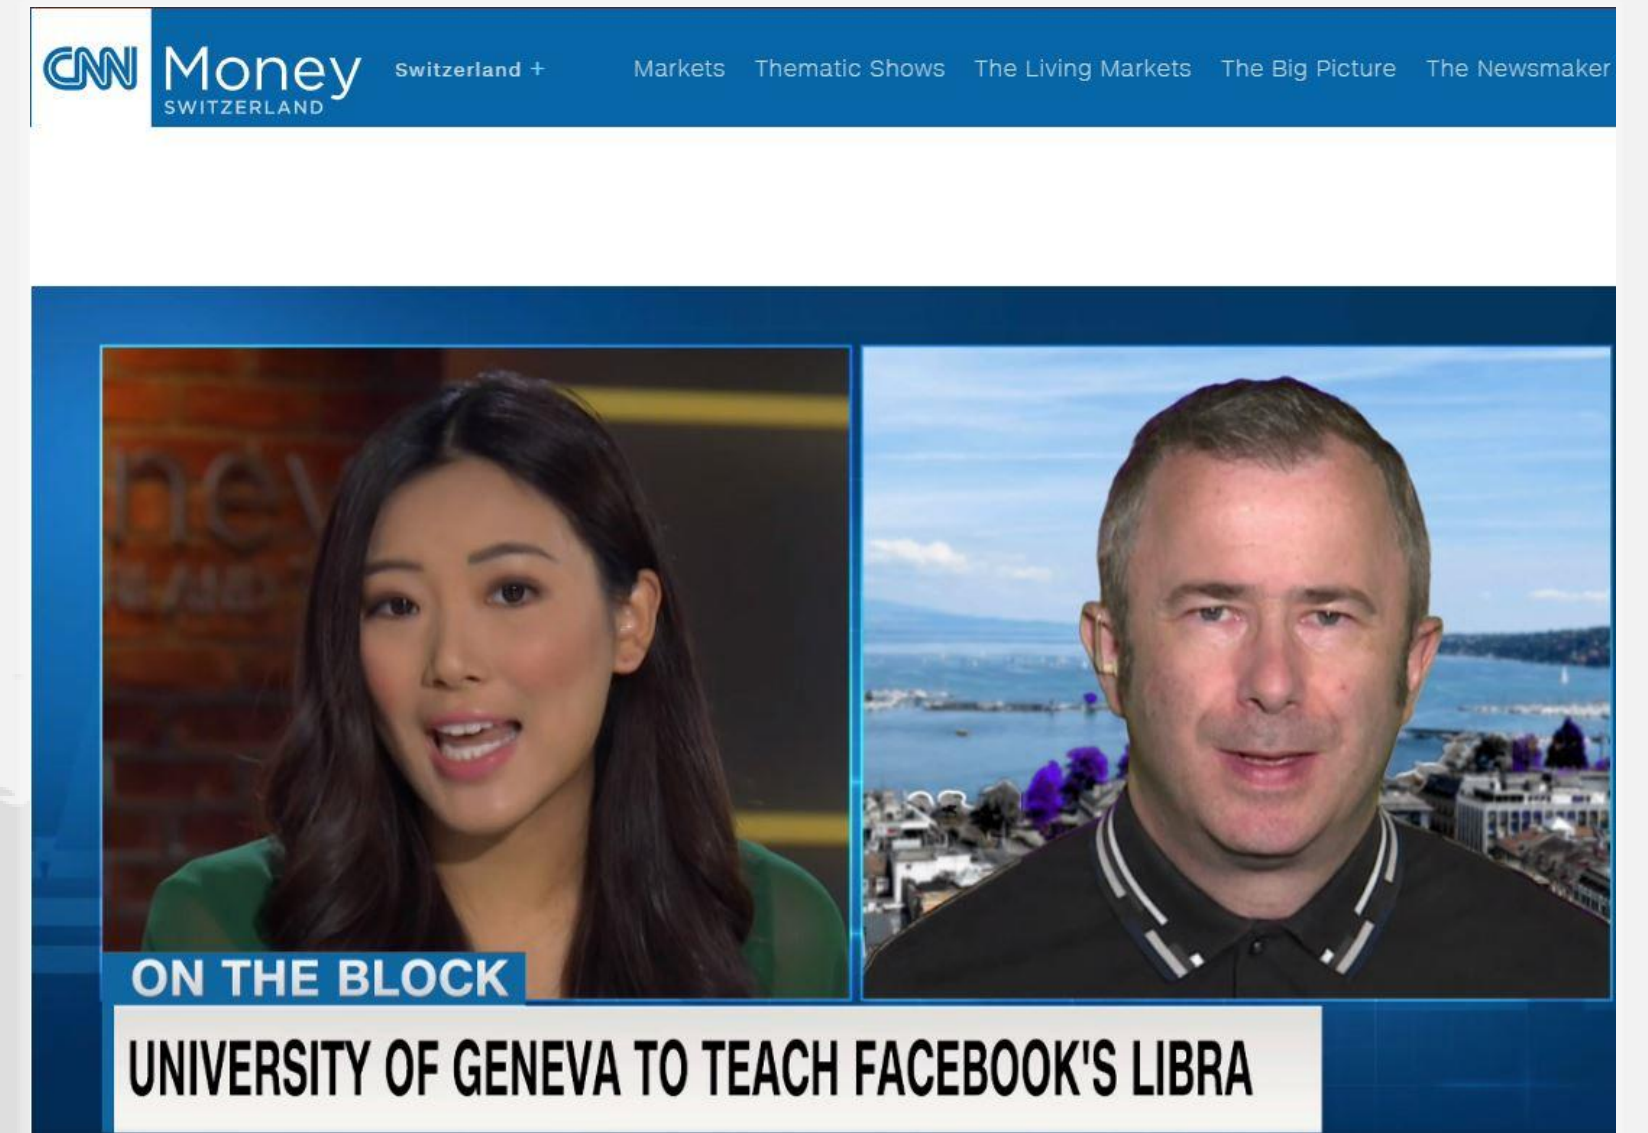 CNN Money Switzerland + Markets Thematic Shows The Living Markets The Big Picture The Newsmaker
SWITZERLAND
ney
ON THE BLOCK
UNIVERSITY OF GENEVA TO TEACH FACEBOOK'S LIBRA